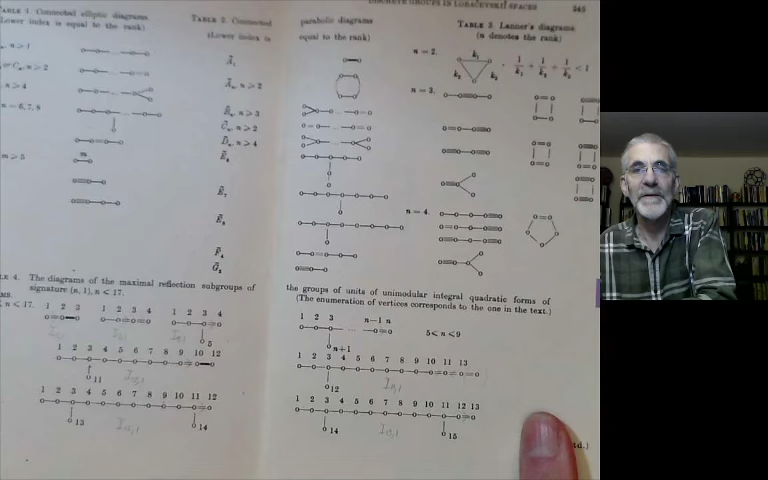 DISCRETE GROUPS IN LOBAČEVSKIĬ SPACES 345
TABLE 1. Connected elliptic diagrams.
(Lower index is equal to the rank)
n ⩾ 1
or Cₙ, n ⩾ 2
n ⩾ 4
n = 6, 7, 8
m
m ⩾ 5
TABLE 2. Connected parabolic diagrams
(Lower index is equal to the rank)
Ã₁
Ãₙ, n ⩾ 2
B̃ₙ, n ⩾ 3
C̃ₙ, n ⩾ 2
D̃ₙ, n ⩾ 4
Ẽ₆
Ẽ₇
Ẽ₈
F̃₄
G̃₂
TABLE 3. Lanner's diagrams
(n denotes the rank)
n = 2.
k₁
k₂ k₃
1/k₁ + 1/k₂ + 1/k₃ < 1
n = 3.
n = 4.
LE 4. The diagrams of the maximal reflection subgroups of the groups of units of unimodular integral quadratic forms of
signature (n, 1), n < 17. (The enumeration of vertices corresponds to the one in the text.)
n < 17.
1 2 3
1 2 3 4
1 2 3 4
5
1 2 3 n−1 n
n+1
5 < n < 9
1 2 3 4 5 6 7 8 9 10 12
11
1 2 3 4 5 6 7 8 9 10 11 13
12
1 2 3 4 5 6 7 8 9 10 11 12
13 14
1 2 3 4 5 6 7 8 9 10 11 12 13
14 15
td.)